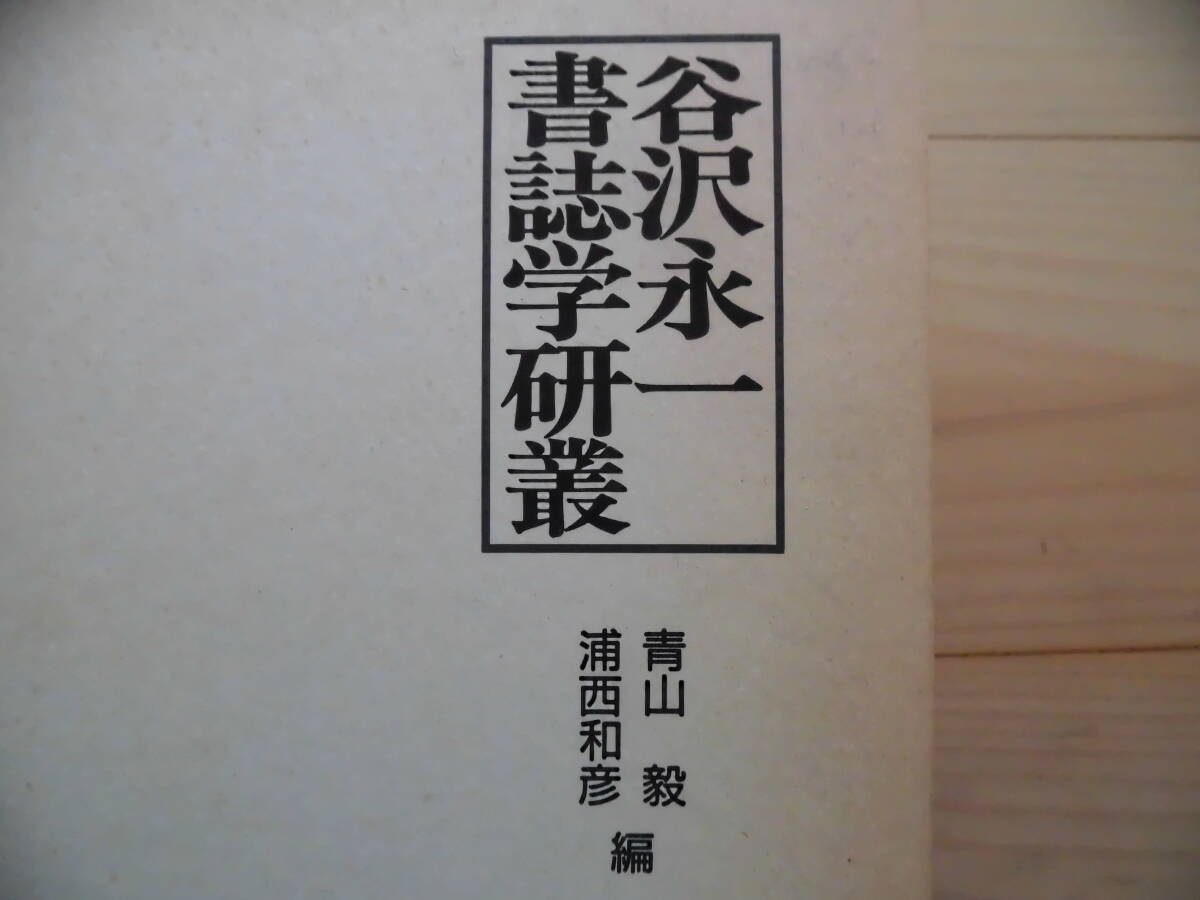 谷沢永一
書誌学研叢
青山 毅
浦西和彦
編